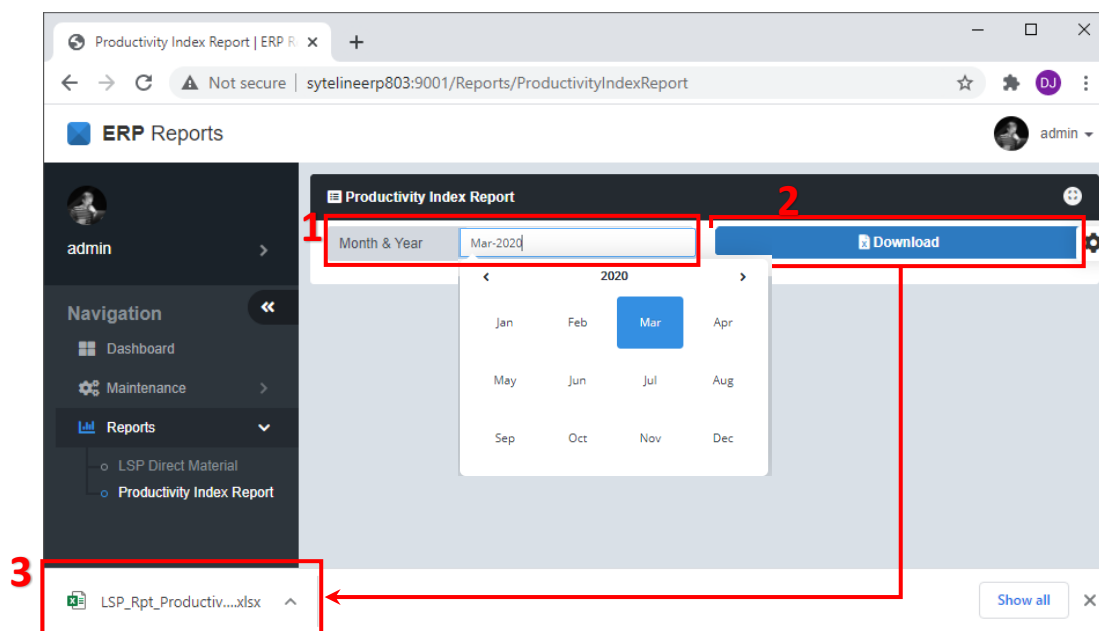 Productivity Index Report | ERP R
Not secure | sytelineerp803:9001/Reports/ProductivityIndexReport
DJ
ERP Reports
admin
admin
Navigation
Dashboard
Maintenance
Reports
LSP Direct Material
Productivity Index Report
Productivity Index Report
1
2
Month & Year
Mar-2020
Download
2020
Jan Feb Mar Apr
May Jun Jul Aug
Sep Oct Nov Dec
3
LSP_Rpt_Productiv....xlsx
Show all